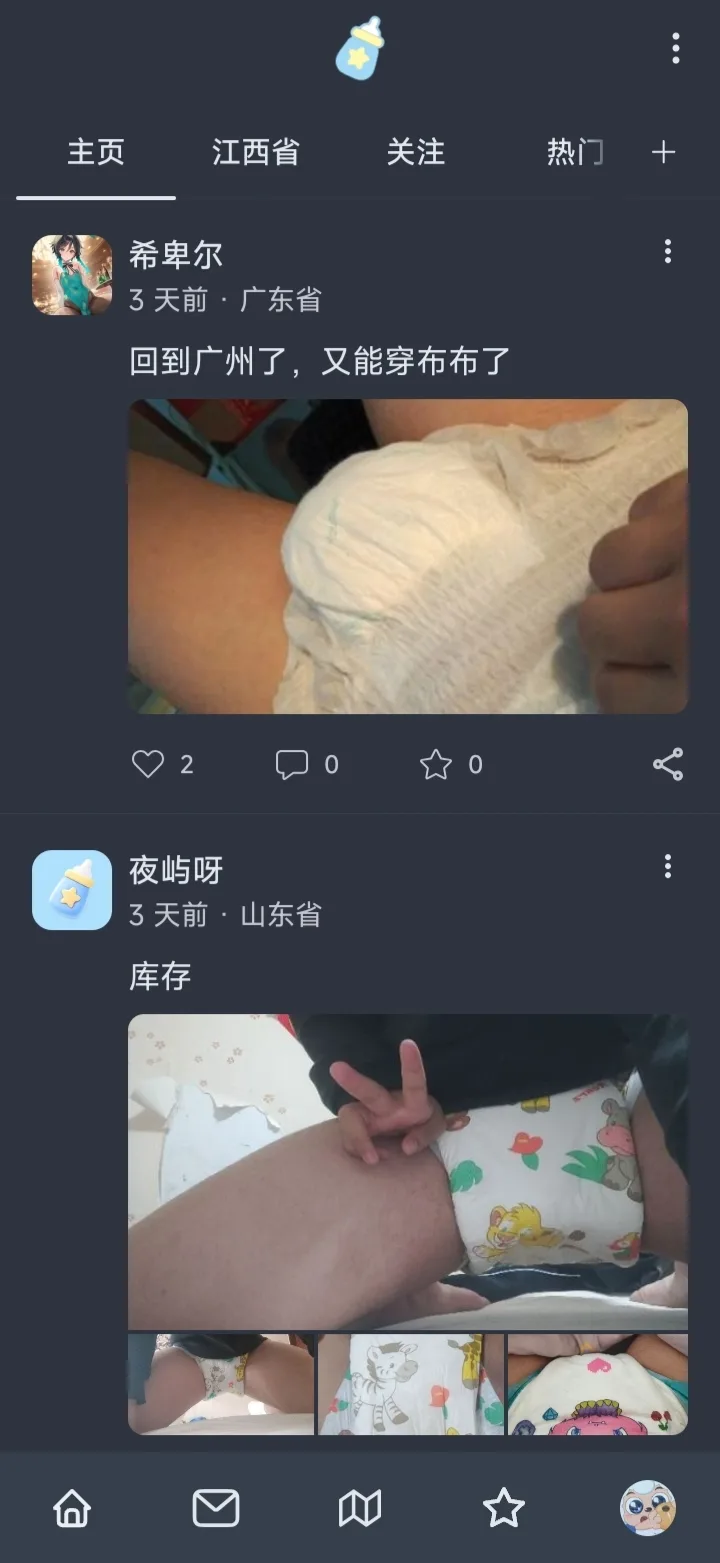 主页 江西省 关注 热门
希卑尔
3 天前 · 广东省
回到广州了，又能穿布布了
2 0 0
夜屿呀
3 天前 · 山东省
库存